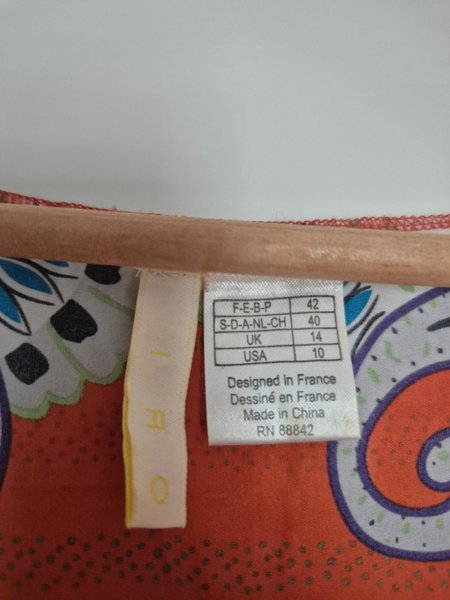 I R O
F-E-B-P 42
S-D-A-NL-CH 40
UK 14
USA 10
Designed in France
Dessiné en France
Made in China
RN 88842